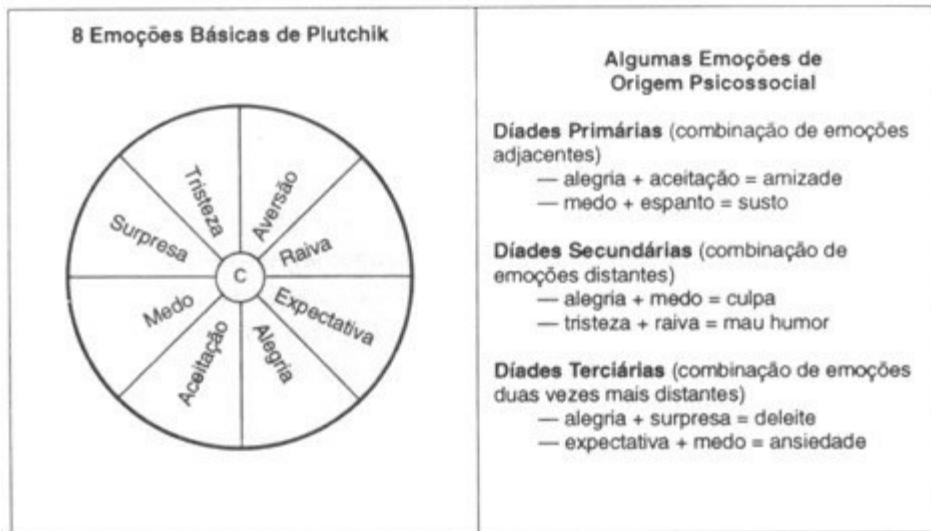 8 Emoções Básicas de Plutchik
Tristeza
Aversão
Surpresa
Raiva
C
Medo
Expectativa
Aceitação
Alegria
Algumas Emoções de
Origem Psicossocial
Díades Primárias (combinação de emoções
adjacentes)
— alegria + aceitação = amizade
— medo + espanto = susto
Díades Secundárias (combinação de
emoções distantes)
— alegria + medo = culpa
— tristeza + raiva = mau humor
Díades Terciárias (combinação de emoções
duas vezes mais distantes)
— alegria + surpresa = deleite
— expectativa + medo = ansiedade